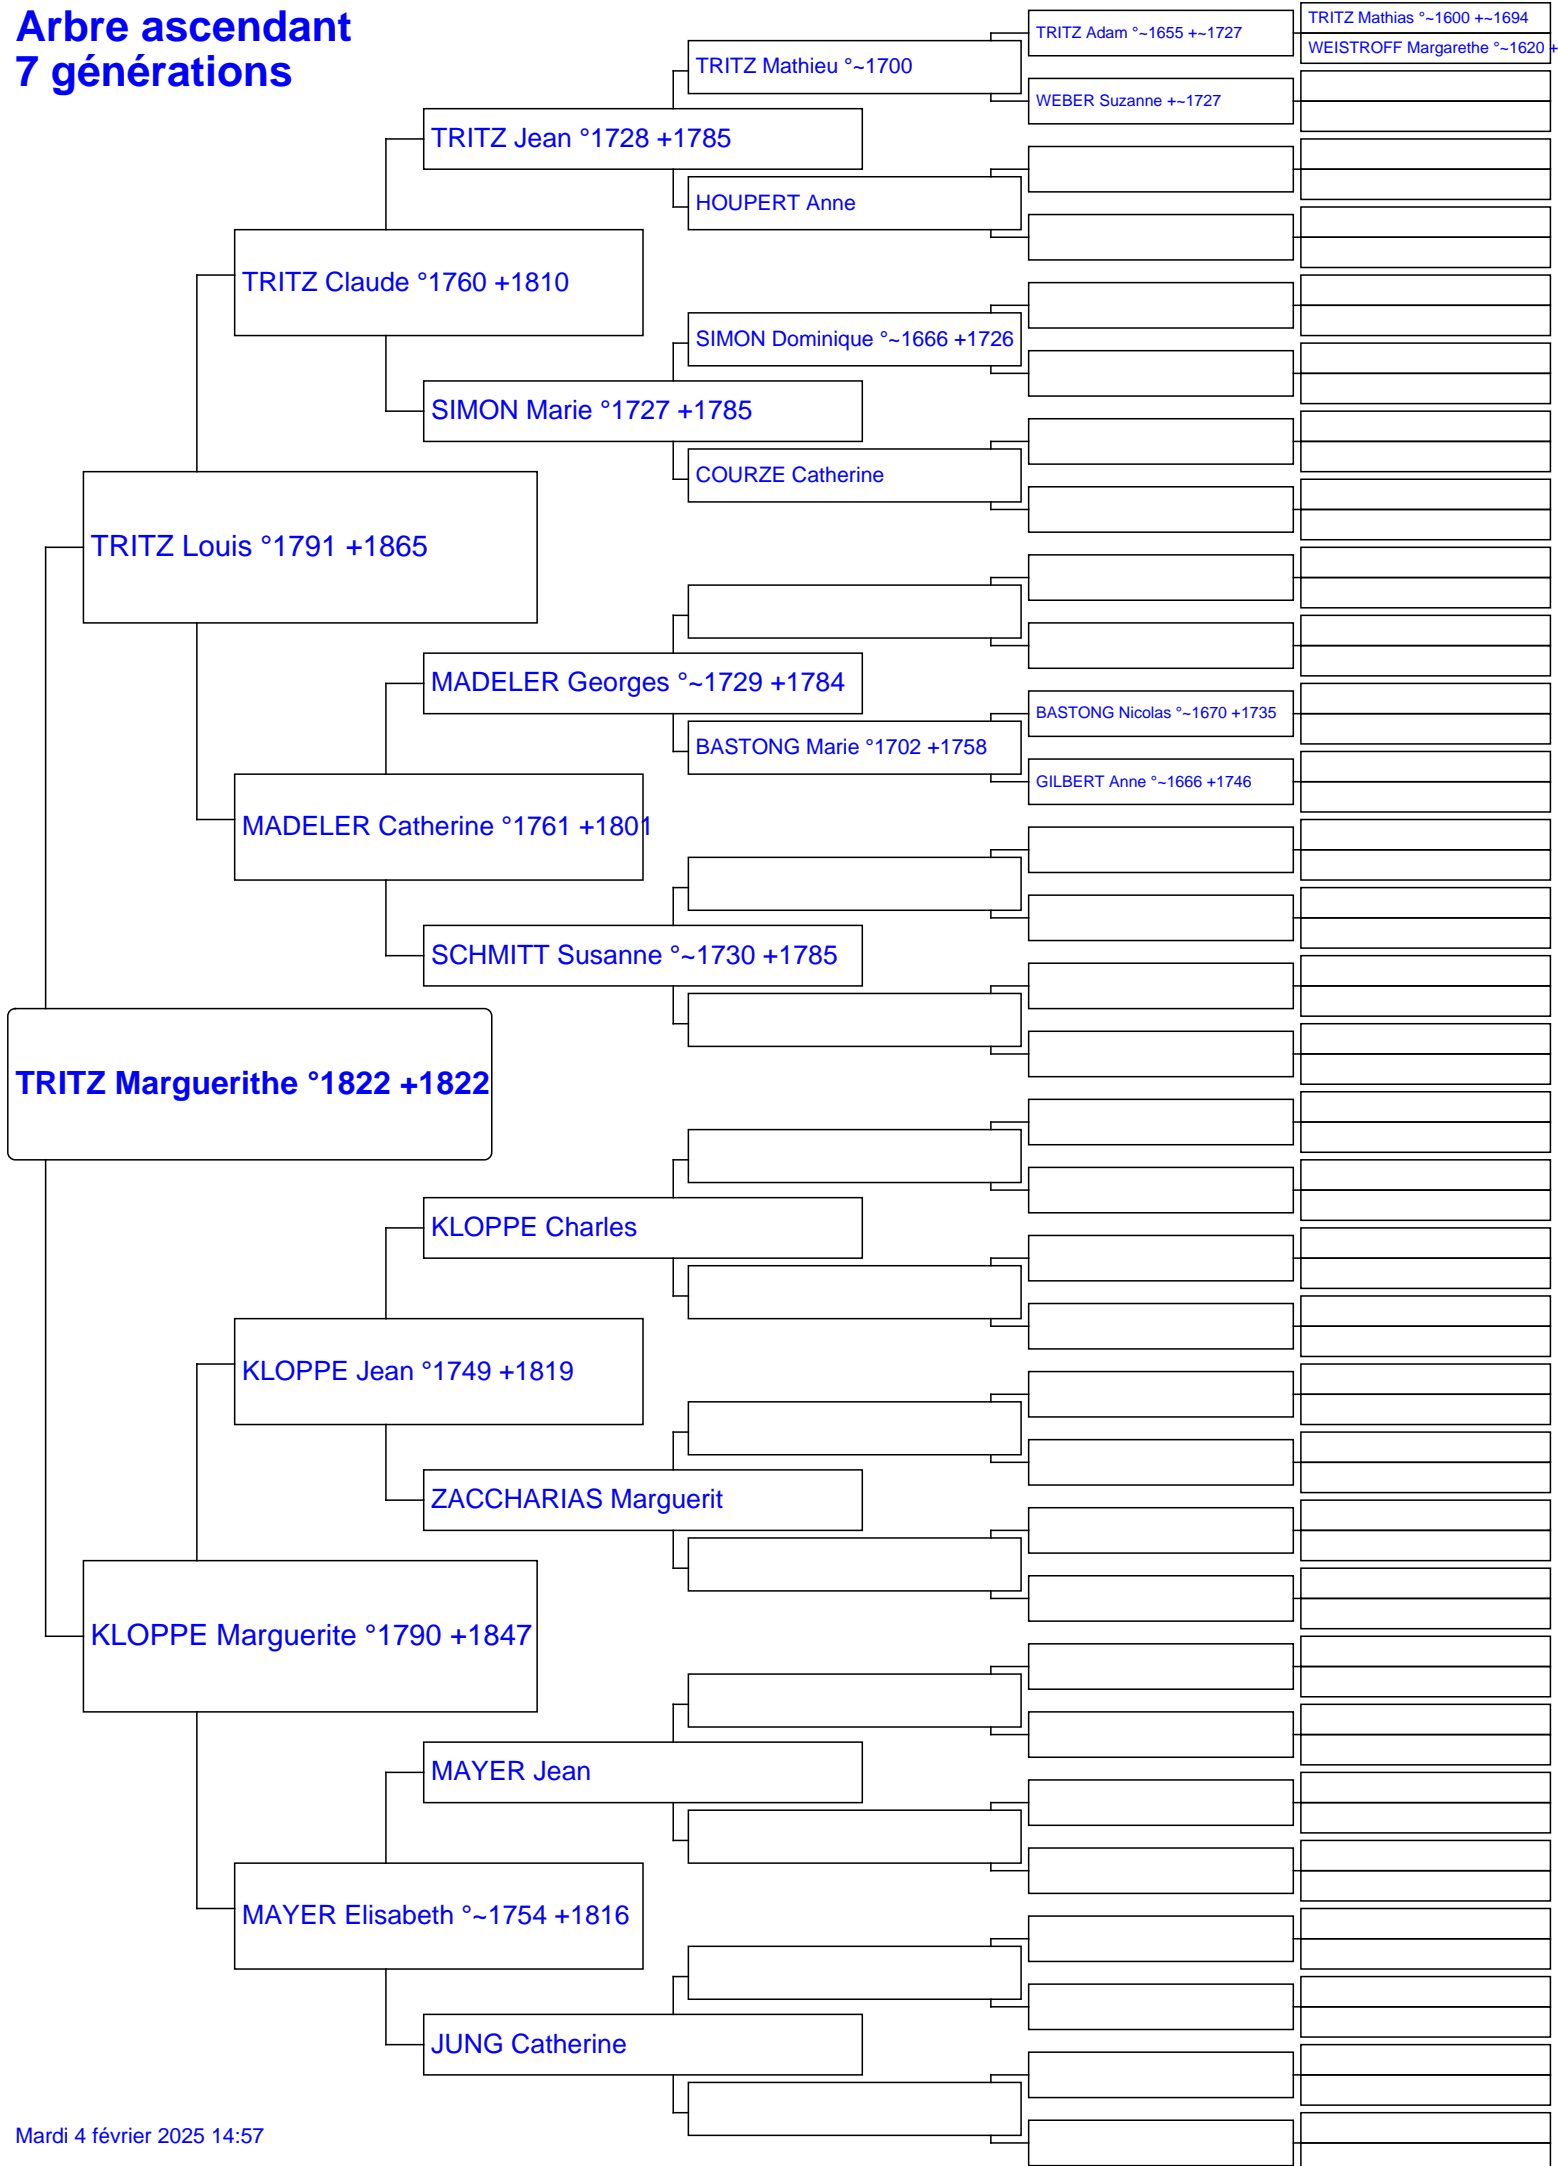 Arbre ascendant
7 générations
TRITZ Mathias °~1600 +~1694
TRITZ Adam °~1655 +~1727
WEISTROFF Margarethe °~1620 +
TRITZ Mathieu °~1700
WEBER Suzanne +~1727
TRITZ Jean °1728 +1785
HOUPERT Anne
TRITZ Claude °1760 +1810
SIMON Dominique °~1666 +1726
SIMON Marie °1727 +1785
COURZE Catherine
TRITZ Louis °1791 +1865
MADELER Georges °~1729 +1784
BASTONG Nicolas °~1670 +1735
BASTONG Marie °1702 +1758
GILBERT Anne °~1666 +1746
MADELER Catherine °1761 +1801
SCHMITT Susanne °~1730 +1785
TRITZ Marguerithe °1822 +1822
KLOPPE Charles
KLOPPE Jean °1749 +1819
ZACCHARIAS Marguerit
KLOPPE Marguerite °1790 +1847
MAYER Jean
MAYER Elisabeth °~1754 +1816
JUNG Catherine
Mardi 4 février 2025 14:57